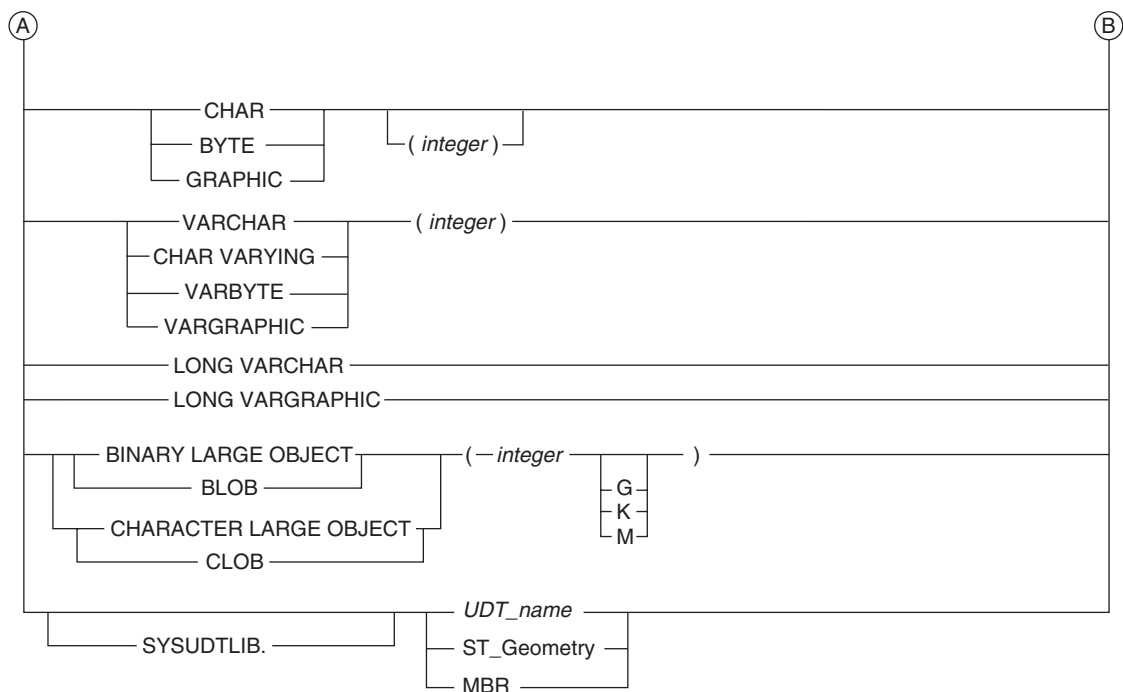 A B
CHAR
BYTE ( integer )
GRAPHIC
VARCHAR ( integer )
CHAR VARYING
VARBYTE
VARGRAPHIC
LONG VARCHAR
LONG VARGRAPHIC
BINARY LARGE OBJECT ( integer )
BLOB G
K
CHARACTER LARGE OBJECT M
CLOB
UDT_name
SYSUDTLIB. ST_Geometry
MBR